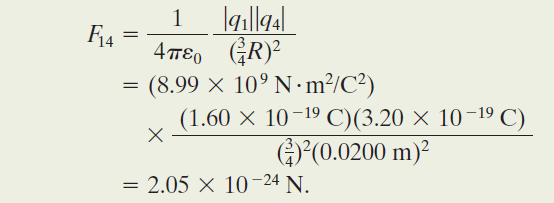 F₁₄ = 1/(4πε₀) |q₁||q₄|/(¾R)²
= (8.99 × 10⁹ N·m²/C²)
× (1.60 × 10⁻¹⁹ C)(3.20 × 10⁻¹⁹ C)/((¾)²(0.0200 m)²)
= 2.05 × 10⁻²⁴ N.